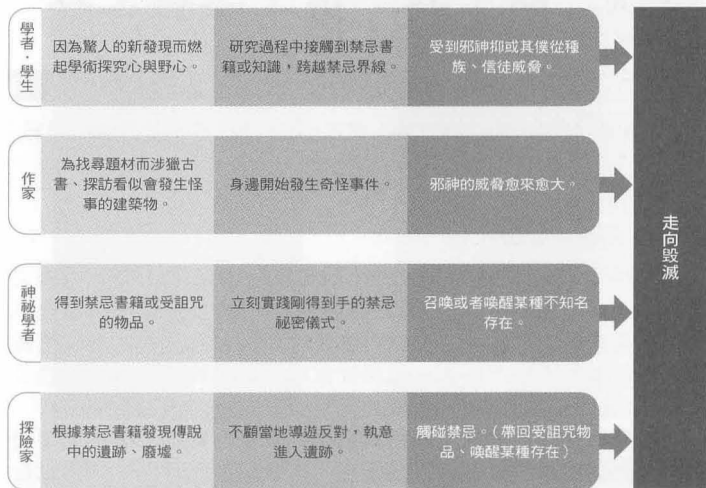 學者・學生
因為驚人的新發現而燃
起學術探究心與野心。
研究過程中接觸到禁忌書
籍或知識,跨越禁忌界線。
受到邪神抑或其僕從種
族、信徒威脅。
作家
為找尋題材而涉獵古
書、探訪看似會發生怪
事的建築物。
身邊開始發生奇怪事件。
邪神的威脅愈來愈大。
神祕學者
得到禁忌書籍或受詛咒
的物品。
立刻實踐剛得到手的禁忌
祕密儀式。
召喚或者喚醒某種不知名
存在。
探險家
根據禁忌書籍發現傳說
中的遺跡、廢墟。
不顧當地導遊反對,執意
進入遺跡。
觸碰禁忌。(帶回受詛咒物
品、喚醒某種存在)
走向毀滅